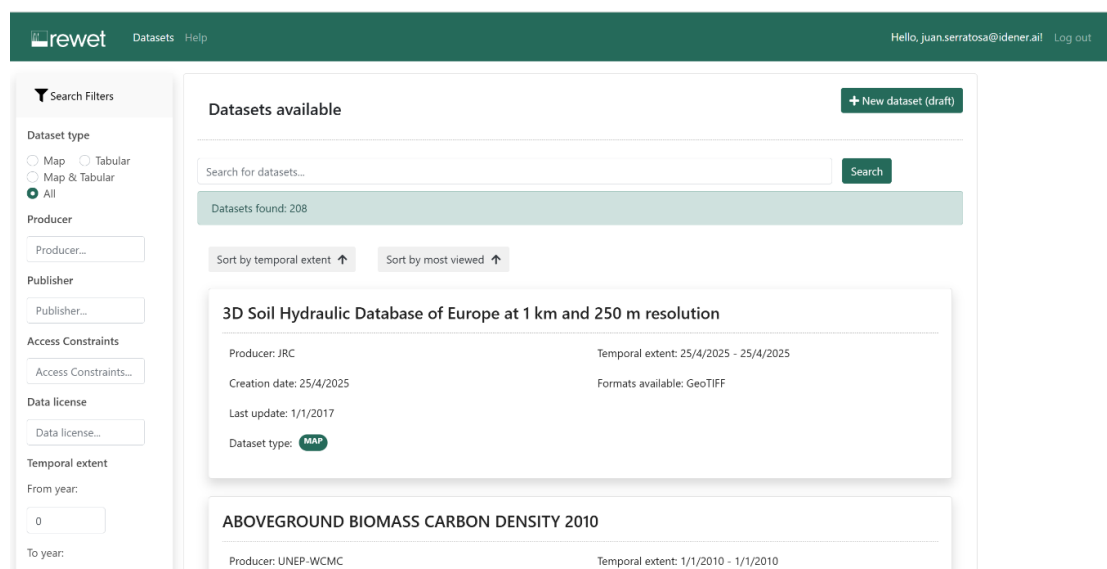 rewet
Datasets Help
Hello, juan.serratosa@idener.ai! Log out
Search Filters
Dataset type
Map Tabular
Map & Tabular
All
Producer
Producer...
Publisher
Publisher...
Access Constraints
Access Constraints...
Data license
Data license...
Temporal extent
From year:
0
To year:
Datasets available
+ New dataset (draft)
Search for datasets...
Search
Datasets found: 208
Sort by temporal extent ↑
Sort by most viewed ↑
3D Soil Hydraulic Database of Europe at 1 km and 250 m resolution
Producer: JRC
Temporal extent: 25/4/2025 - 25/4/2025
Creation date: 25/4/2025
Formats available: GeoTIFF
Last update: 1/1/2017
Dataset type: MAP
ABOVEGROUND BIOMASS CARBON DENSITY 2010
Producer: UNEP-WCMC
Temporal extent: 1/1/2010 - 1/1/2010